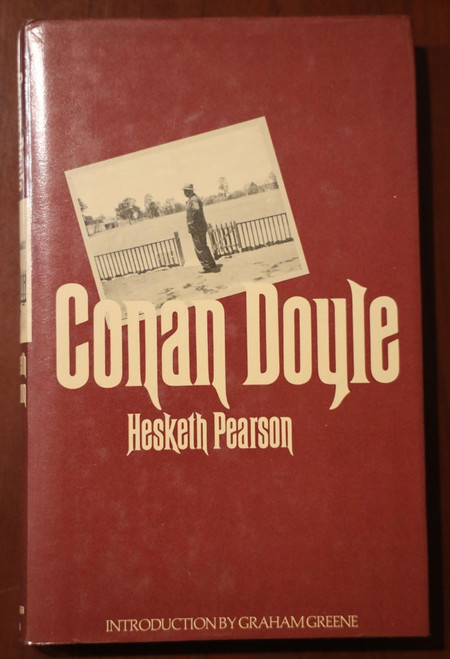 Conan Doyle
Hesketh Pearson
INTRODUCTION BY GRAHAM GREENE